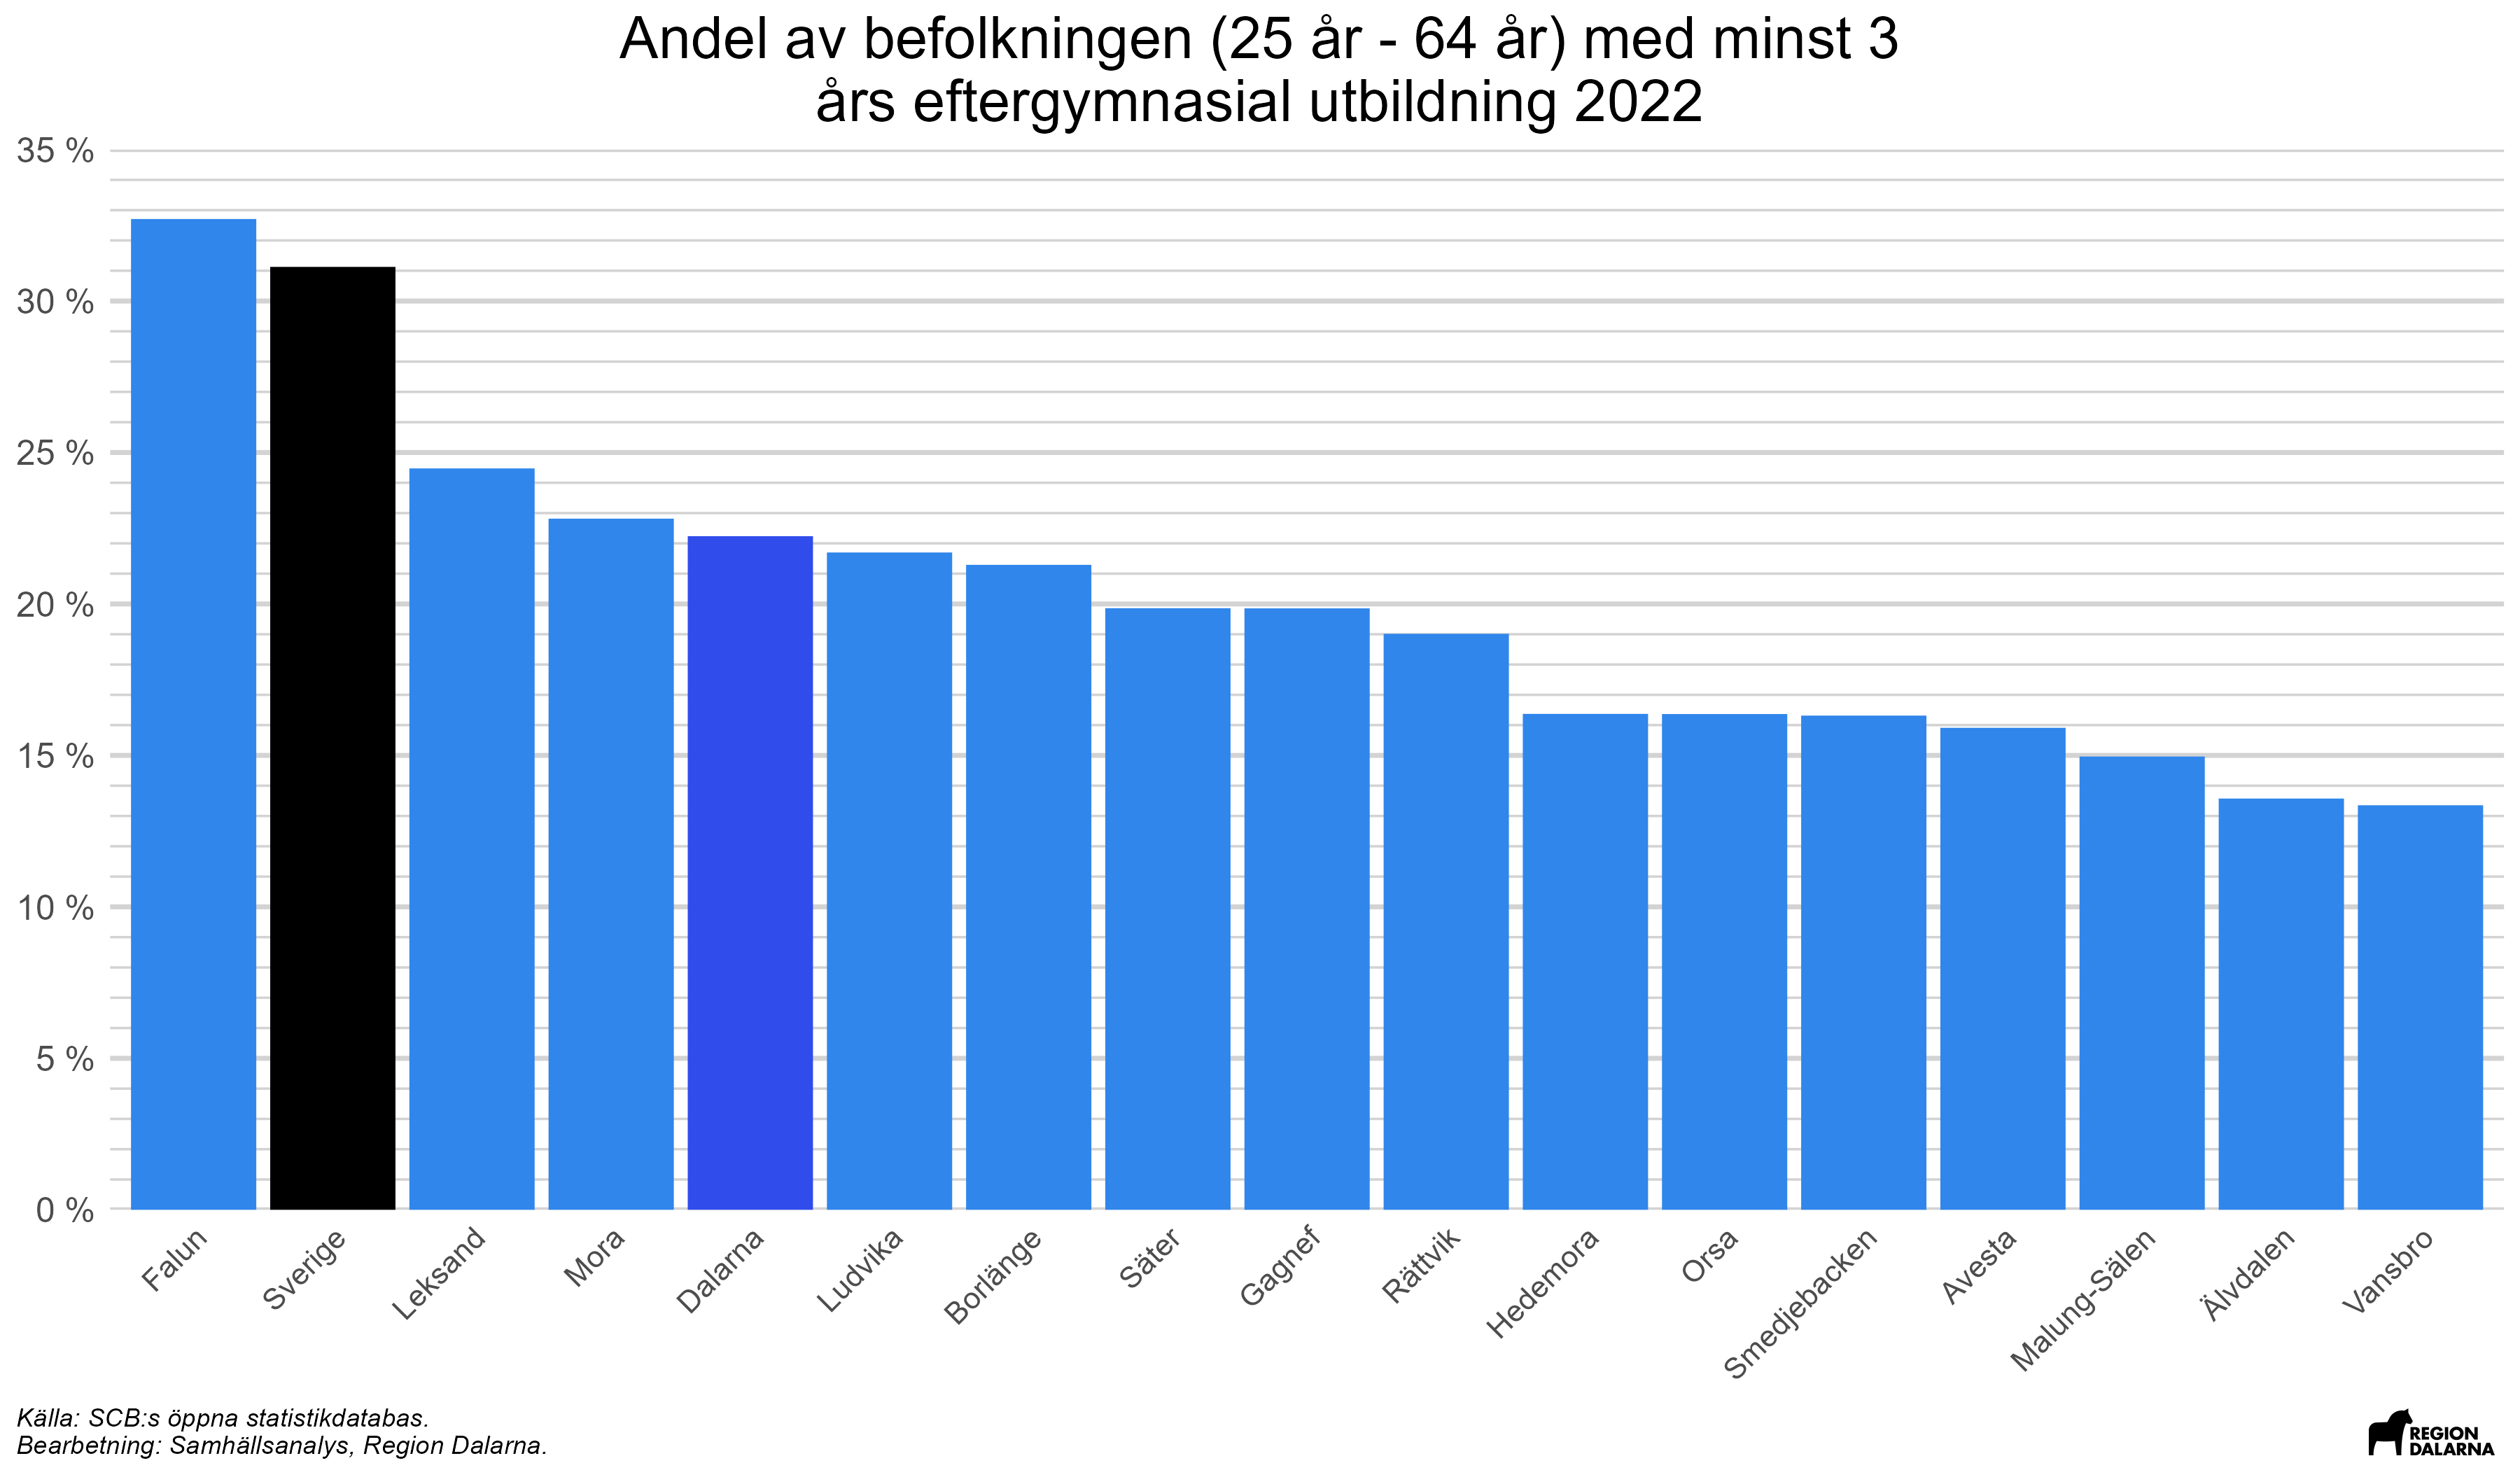 Andel av befolkningen (25 år - 64 år) med minst 3
års eftergymnasial utbildning 2022
35 %
30 %
25 %
20 %
15 %
10 %
5 %
0 %
Falun
Sverige
Leksand
Mora
Dalarna
Ludvika
Borlänge
Säter
Gagnef
Rättvik
Hedemora
Orsa
Smedjebacken
Avesta
Malung-Sälen
Älvdalen
Vansbro
Källa: SCB:s öppna statistikdatabas.
Bearbetning: Samhällsanalys, Region Dalarna.
REGION
DALARNA